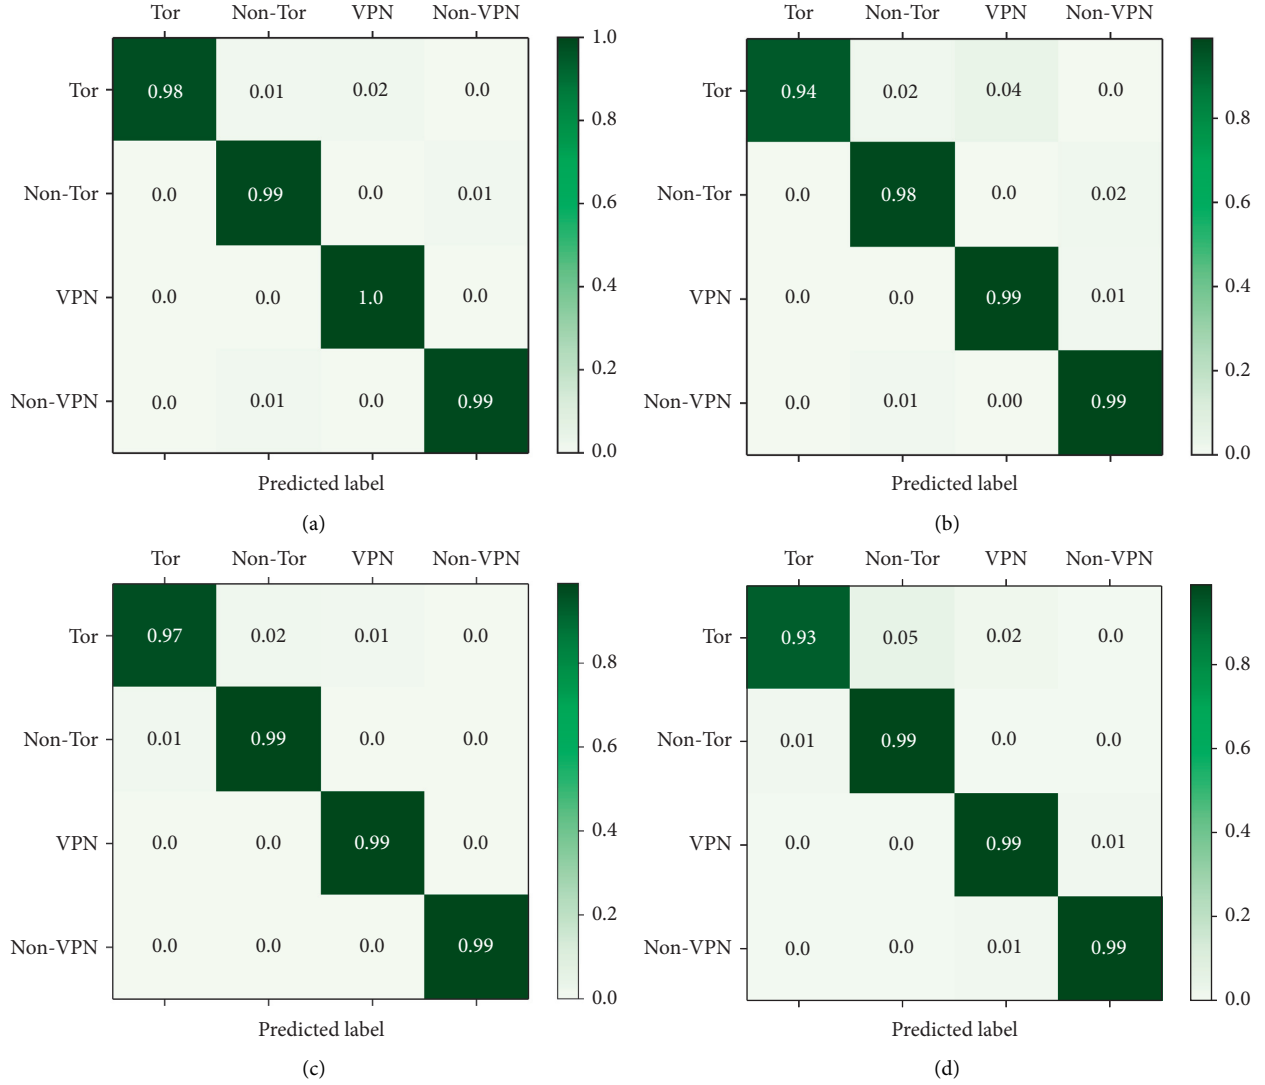 Tor Non-Tor VPN Non-VPN
Tor 0.98 0.01 0.02 0.0
Non-Tor 0.0 0.99 0.0 0.01
VPN 0.0 0.0 1.0 0.0
Non-VPN 0.0 0.01 0.0 0.99
1.0
0.8
0.6
0.4
0.2
0.0
Predicted label
(a)
Tor Non-Tor VPN Non-VPN
Tor 0.94 0.02 0.04 0.0
Non-Tor 0.0 0.98 0.0 0.02
VPN 0.0 0.0 0.99 0.01
Non-VPN 0.0 0.01 0.00 0.99
0.8
0.6
0.4
0.2
0.0
Predicted label
(b)
Tor Non-Tor VPN Non-VPN
Tor 0.97 0.02 0.01 0.0
Non-Tor 0.01 0.99 0.0 0.0
VPN 0.0 0.0 0.99 0.0
Non-VPN 0.0 0.0 0.0 0.99
0.8
0.6
0.4
0.2
0.0
Predicted label
(c)
Tor Non-Tor VPN Non-VPN
Tor 0.93 0.05 0.02 0.0
Non-Tor 0.01 0.99 0.0 0.0
VPN 0.0 0.0 0.99 0.01
Non-VPN 0.0 0.0 0.01 0.99
0.8
0.6
0.4
0.2
0.0
Predicted label
(d)